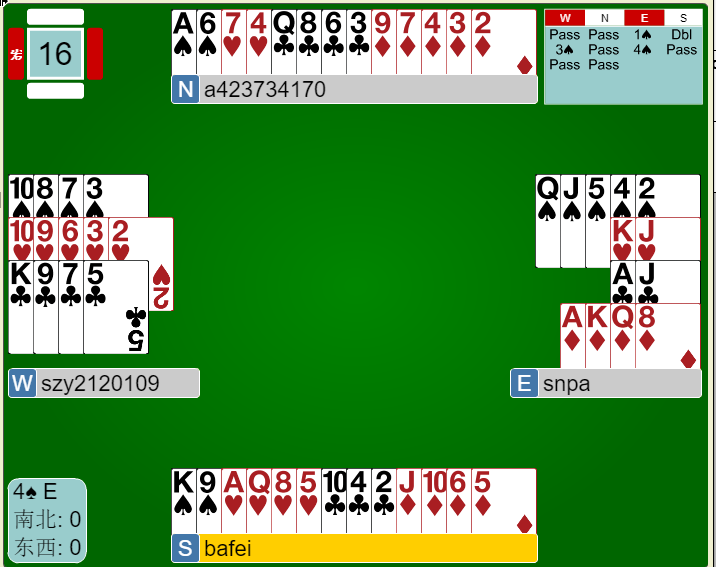 16
A 6 7 4 Q 8 6 3 9 7 4 3 2
♠ ♠ ♥ ♥ ♣ ♣ ♣ ♣ ♦ ♦ ♦ ♦ ♦
N a423734170
W N E S
Pass Pass 1♠ Dbl
3♠ Pass 4♠ Pass
Pass Pass
10 8 7 3
♠ ♠ ♠ ♠
10 9 6 3 2
♥ ♥ ♥ ♥ ♥
2
K 9 7 5
♣ ♣ ♣ ♣
5
W szy2120109
Q J 5 4 2
♠ ♠ ♠ ♠ ♠
K J
♥ ♥
A J
♣ ♣
A K Q 8
♦ ♦ ♦ ♦
E snpa
K 9 A Q 8 5 10 4 2 J 10 6 5
♠ ♠ ♥ ♥ ♥ ♥ ♣ ♣ ♣ ♦ ♦ ♦ ♦
S bafei
4♠ E
南北: 0
东西: 0